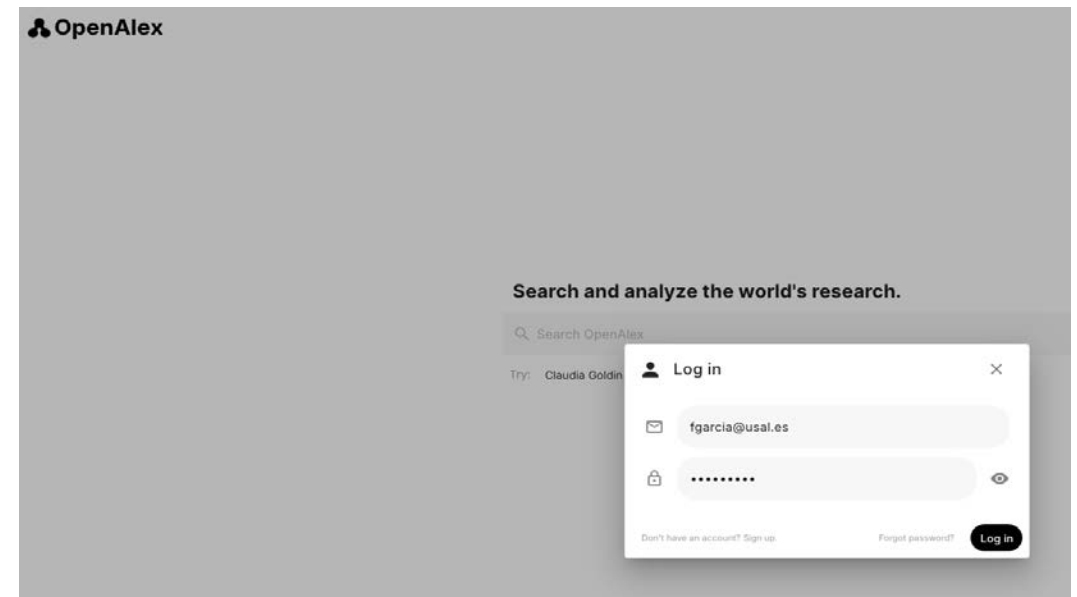 OpenAlex
Search and analyze the world's research.
Search OpenAlex
Try: Claudia Goldin
Log in
fgarcia@usal.es
•••••••••
Don't have an account? Sign up.
Forgot password?
Log in